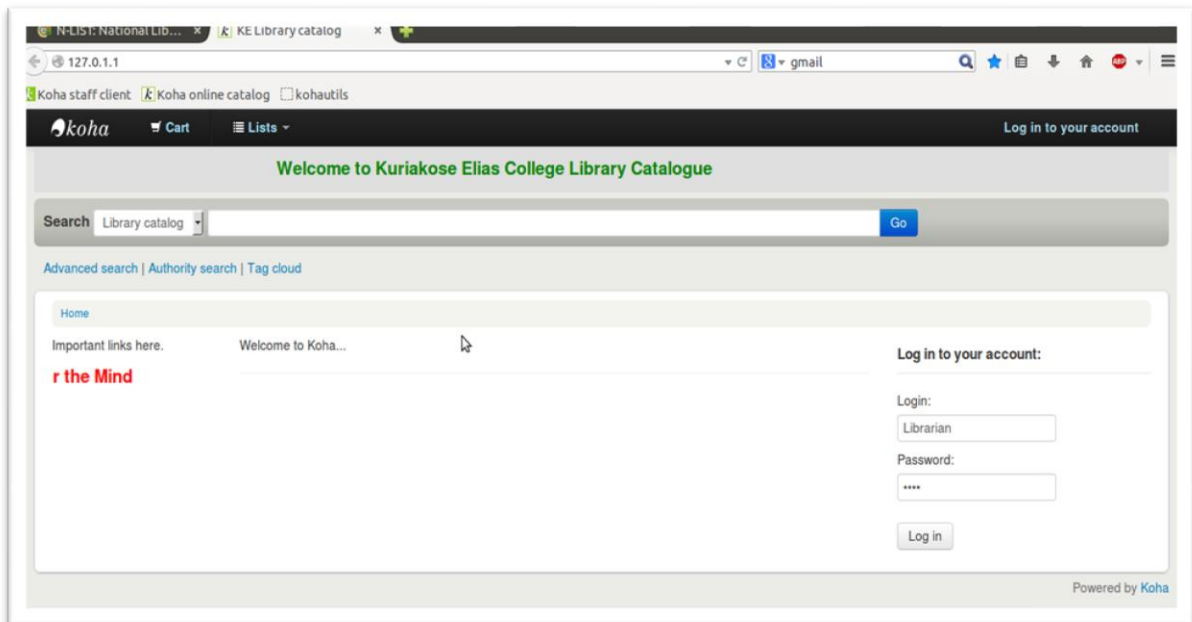 N-LIST: National Lib... × KE Library catalog ×
127.0.1.1 gmail
Koha staff client Koha online catalog kohautils
koha Cart Lists Log in to your account
Welcome to Kuriakose Elias College Library Catalogue
Search Library catalog Go
Advanced search | Authority search | Tag cloud
Home
Important links here. Welcome to Koha...
r the Mind
Log in to your account:
Login:
Librarian
Password:
••••
Log in
Powered by Koha